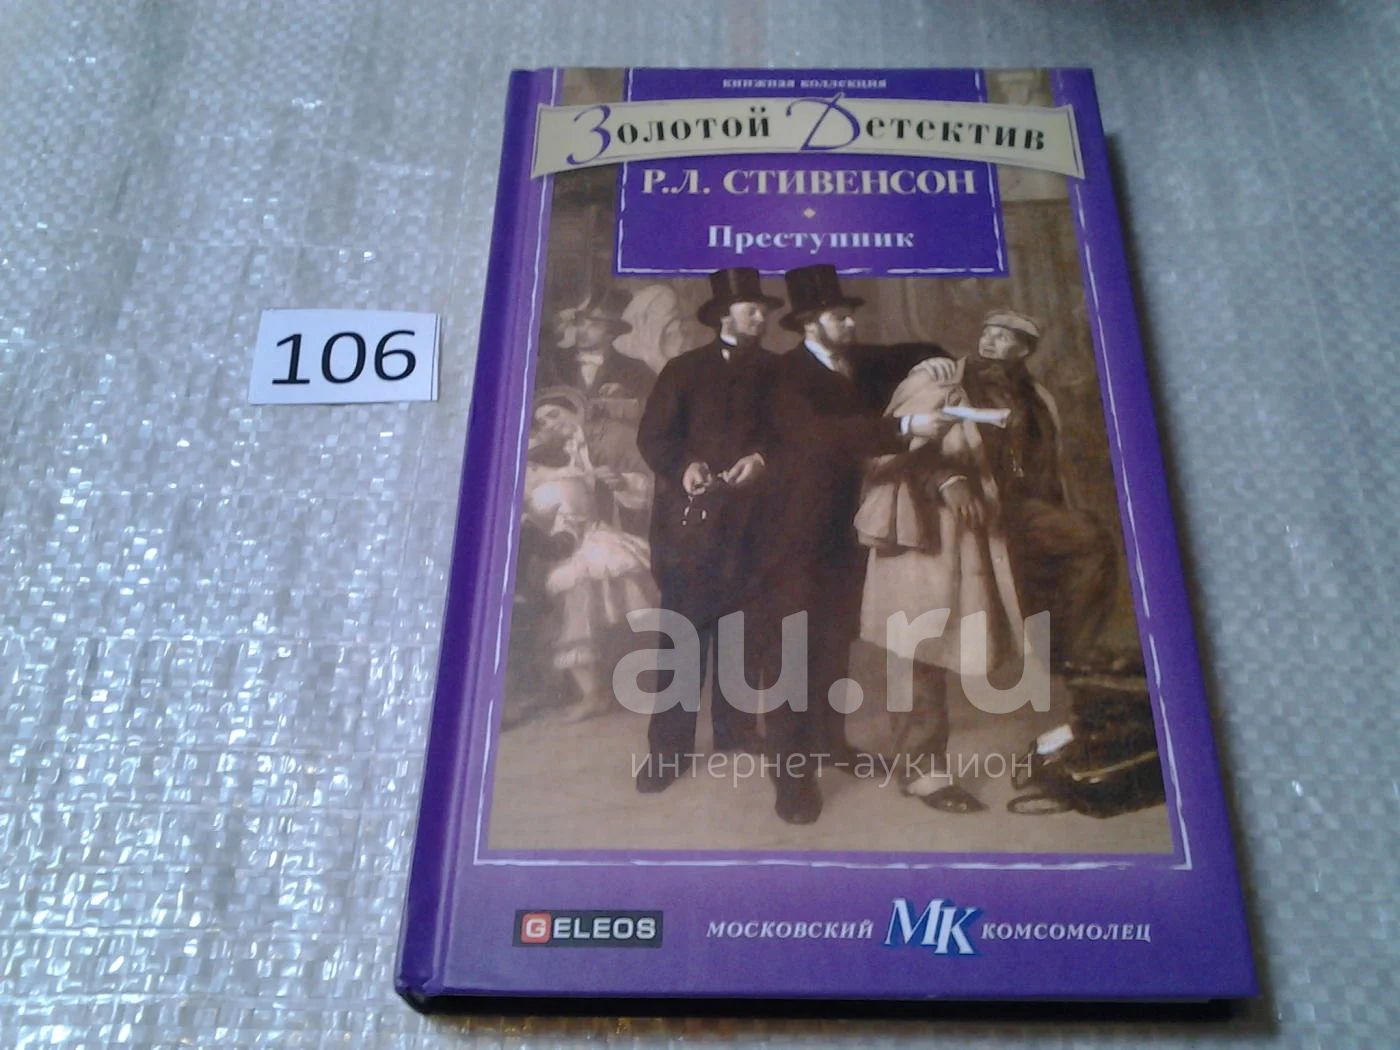 книжная коллекция
Золотой Детектив
Р.Л. СТИВЕНСОН
Преступник
106
au.ru
интернет-аукцион
GELEOS
МОСКОВСКИЙ МК КОМСОМОЛЕЦ